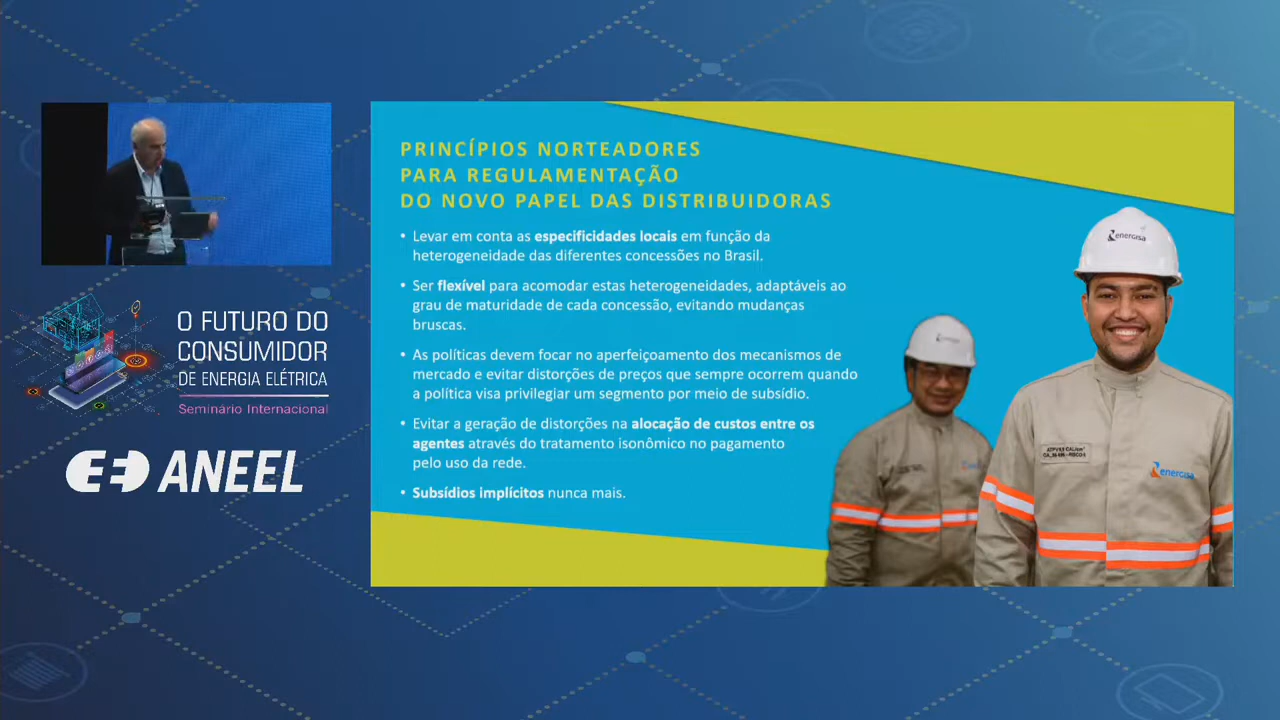 PRINCÍPIOS NORTEADORES
PARA REGULAMENTAÇÃO
DO NOVO PAPEL DAS DISTRIBUIDORAS
• Levar em conta as especificidades locais em função da
heterogeneidade das diferentes concessões no Brasil.
• Ser flexível para acomodar estas heterogeneidades, adaptáveis ao
grau de maturidade de cada concessão, evitando mudanças
bruscas.
• As políticas devem focar no aperfeiçoamento dos mecanismos de
mercado e evitar distorções de preços que sempre ocorrem quando
a política visa privilegiar um segmento por meio de subsídio.
• Evitar a geração de distorções na alocação de custos entre os
agentes através do tratamento isonômico no pagamento
pelo uso da rede.
• Subsídios implícitos nunca mais.
O FUTURO DO
CONSUMIDOR
DE ENERGIA ELÉTRICA
Seminário Internacional
ANEEL
energisa
energisa